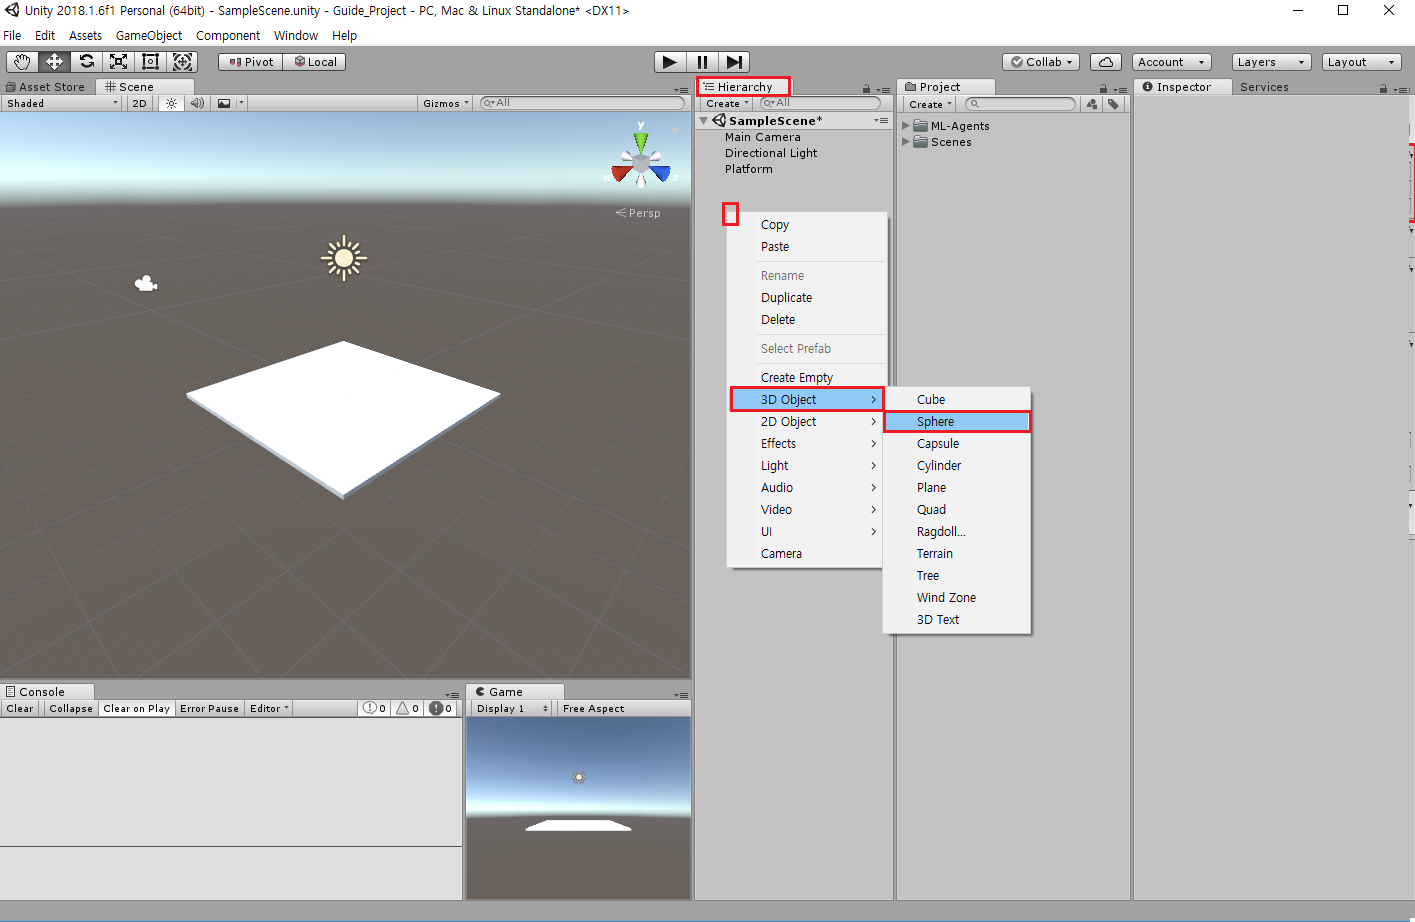 Unity 2018.1.6f1 Personal (64bit) - SampleScene.unity - Guide_Project - PC, Mac & Linux Standalone* <DX11>
File Edit Assets GameObject Component Window Help
Pivot Local Collab Account Layers Layout
Asset Store Scene
Shaded 2D Gizmos All
y
x z
Persp
Hierarchy
Create All
SampleScene*
Main Camera
Directional Light
Platform
Copy
Paste
Rename
Duplicate
Delete
Select Prefab
Create Empty
3D Object
2D Object
Effects
Light
Audio
Video
UI
Camera
Cube
Sphere
Capsule
Cylinder
Plane
Quad
Ragdoll...
Terrain
Tree
Wind Zone
3D Text
Project
Create
ML-Agents
Scenes
Inspector Services
Console
Clear Collapse Clear on Play Error Pause Editor 0 0 0
Game
Display 1 Free Aspect